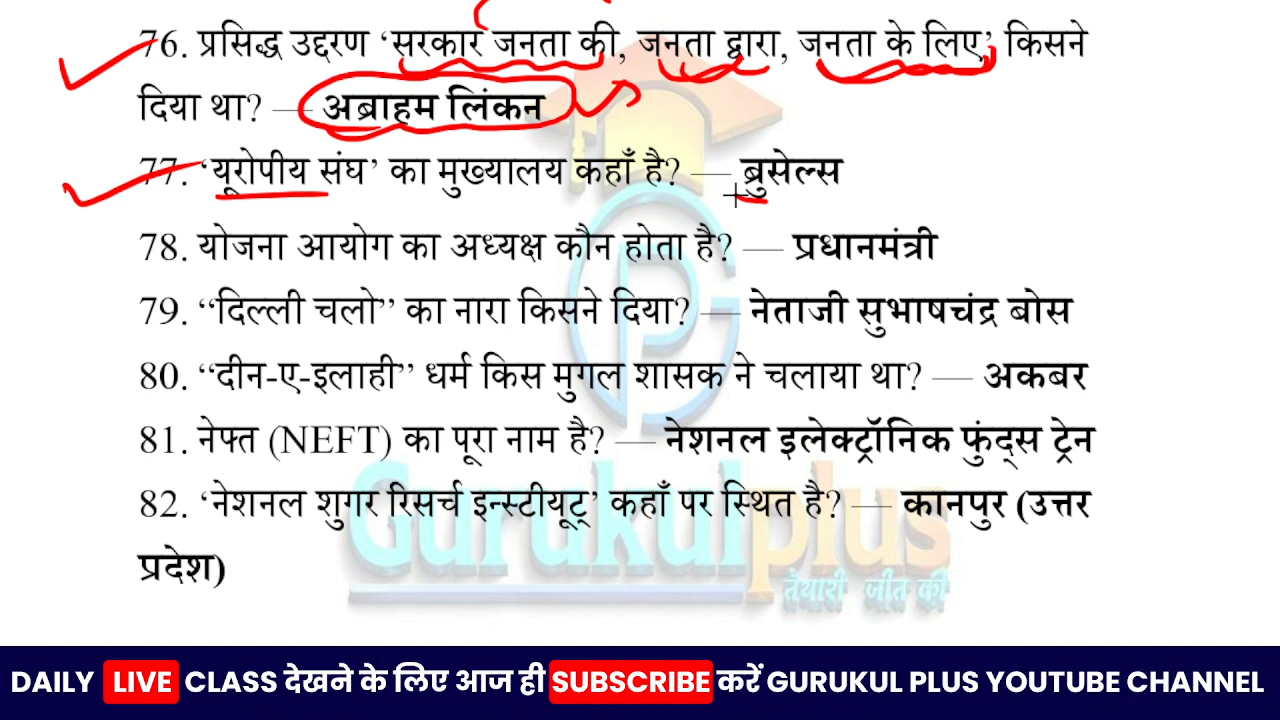 76. प्रसिद्ध उद्दरण ‘सरकार जनता की, जनता द्वारा, जनता के लिए’ किसने
दिया था? — अब्राहम लिंकन
77. ‘यूरोपीय संघ’ का मुख्यालय कहाँ है? — ब्रुसेल्स
78. योजना आयोग का अध्यक्ष कौन होता है? — प्रधानमंत्री
79. “दिल्ली चलो” का नारा किसने दिया? — नेताजी सुभाषचंद्र बोस
80. “दीन-ए-इलाही” धर्म किस मुगल शासक ने चलाया था? — अकबर
81. नेफ्त (NEFT) का पूरा नाम है? — नेशनल इलेक्ट्रॉनिक फुंद्स ट्रेन
82. ‘नेशनल शुगर रिसर्च इन्स्टीयूट्’ कहाँ पर स्थित है? — कानपुर (उत्तर
प्रदेश)
Gurukulplus
तैयारी जीत की
DAILY LIVE CLASS देखने के लिए आज ही SUBSCRIBE करें GURUKUL PLUS YOUTUBE CHANNEL